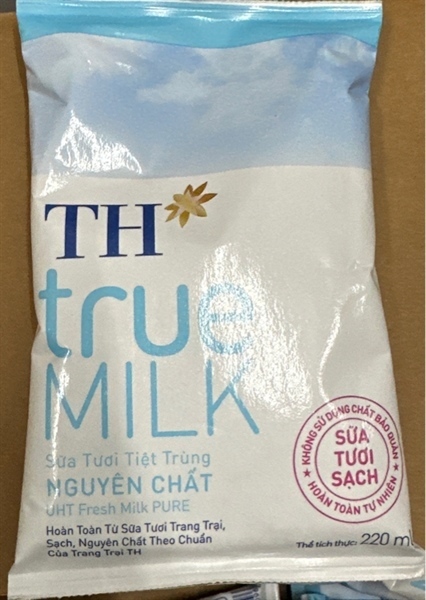 TH
true
MILK
Sữa Tươi Tiệt Trùng
NGUYÊN CHẤT
UHT Fresh Milk PURE
Hoàn Toàn Từ Sữa Tươi Trang Trại,
Sạch, Nguyên Chất Theo Chuẩn
Của Trang Trại TH
KHÔNG SỬ DỤNG CHẤT BẢO QUẢN
SỮA
TƯƠI
SẠCH
HOÀN TOÀN TỰ NHIÊN
Thể tích thực: 220 ml